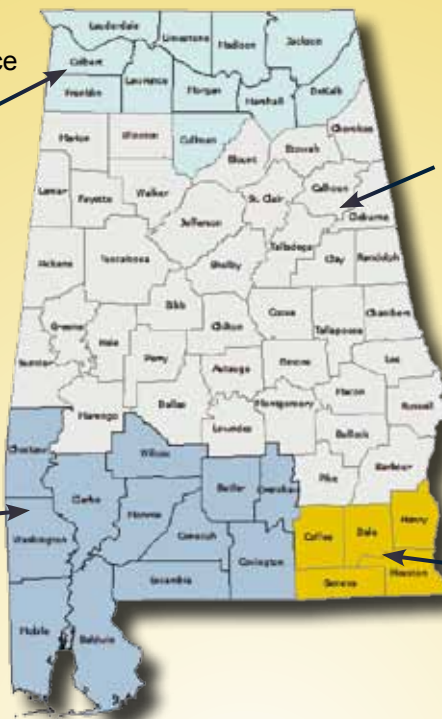 ce
Lauderdale
Limestone
Madison
Jackson
Colbert
Lawrence
Franklin
Morgan
Marshall
DeKalb
Cherokee
Marion
Winston
Cullman
Blount
Etowah
Lamar
Fayette
Walker
St. Clair
Calhoun
Cleburne
Jefferson
Talladega
Pickens
Tuscaloosa
Shelby
Clay
Randolph
Bibb
Coosa
Chambers
Greene
Hale
Chilton
Tallapoosa
Sumter
Perry
Autauga
Elmore
Lee
Macon
Marengo
Dallas
Montgomery
Russell
Lowndes
Bullock
Choctaw
Wilcox
Pike
Barbour
Clarke
Butler
Crenshaw
Monroe
Washington
Conecuh
Coffee
Dale
Henry
Covington
Escambia
Geneva
Houston
Mobile
Baldwin